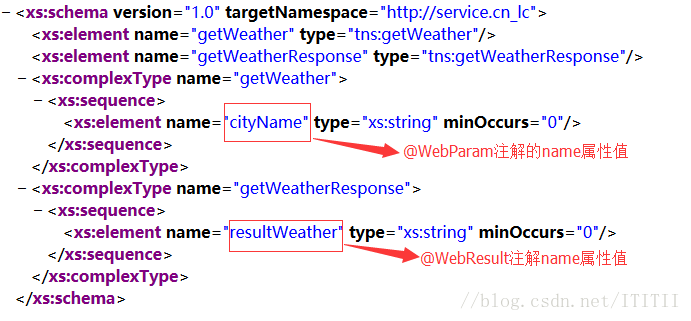 − <xs:schema version="1.0" targetNamespace="http://service.cn_lc">
<xs:element name="getWeather" type="tns:getWeather"/>
<xs:element name="getWeatherResponse" type="tns:getWeatherResponse"/>
− <xs:complexType name="getWeather">
− <xs:sequence>
<xs:element name="cityName" type="xs:string" minOccurs="0"/>
</xs:sequence>
@WebParam注解的name属性值
</xs:complexType>
− <xs:complexType name="getWeatherResponse">
− <xs:sequence>
<xs:element name="resultWeather" type="xs:string" minOccurs="0"/>
</xs:sequence>
@WebResult注解name属性值
</xs:complexType>
</xs:schema>
//blog.csdn.net/ITITII